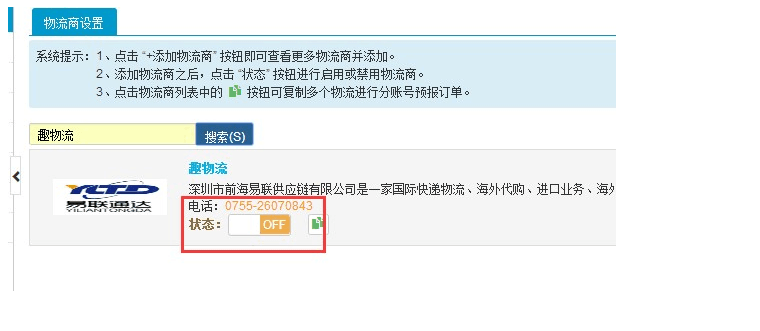 物流商设置
系统提示：1、点击 “+添加物流商” 按钮即可查看更多物流商并添加。
2、添加物流商之后，点击 “状态” 按钮进行启用或禁用物流商。
3、点击物流商列表中的 按钮可复制多个物流进行分账号预报订单。
趣物流 搜索(S)
趣物流
YLTD
易联通达
YILIANTONGDA
深圳市前海易联供应链有限公司是一家国际快递物流、海外代购、进口业务、海外
电话：0755-26070843
状态： OFF